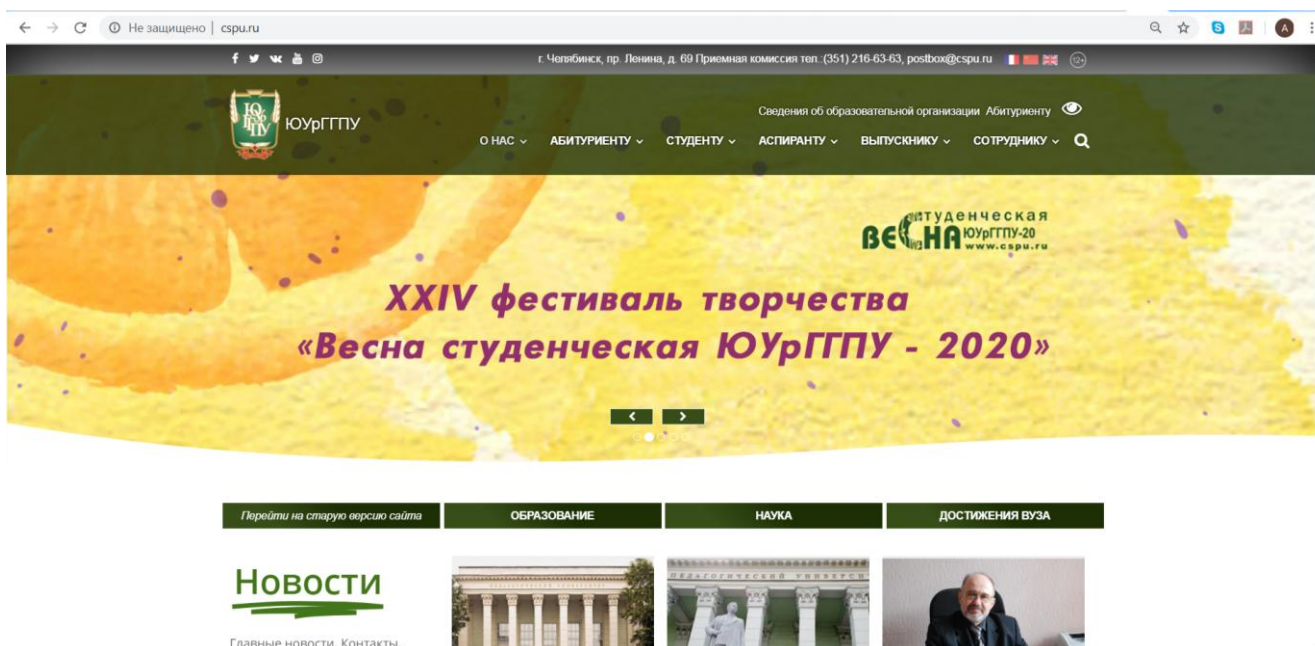 Не защищено | cspu.ru
г. Челябинск, пр. Ленина, д. 69 Приемная комиссия тел.:(351) 216-63-63, postbox@cspu.ru 12+
Сведения об образовательной организации Абитуриенту
ЮУрГГПУ
О НАС АБИТУРИЕНТУ СТУДЕНТУ АСПИРАНТУ ВЫПУСКНИКУ СОТРУДНИКУ
студенческая
ВЕСНА ЮУрГГПУ-20
www.cspu.ru
XXIV фестиваль творчества
«Весна студенческая ЮУрГГПУ - 2020»
Перейти на старую версию сайта ОБРАЗОВАНИЕ НАУКА ДОСТИЖЕНИЯ ВУЗА
Новости
ПЕДАГОГИЧЕСКИЙ УНИВЕРСИ
Главные новости. Контакты